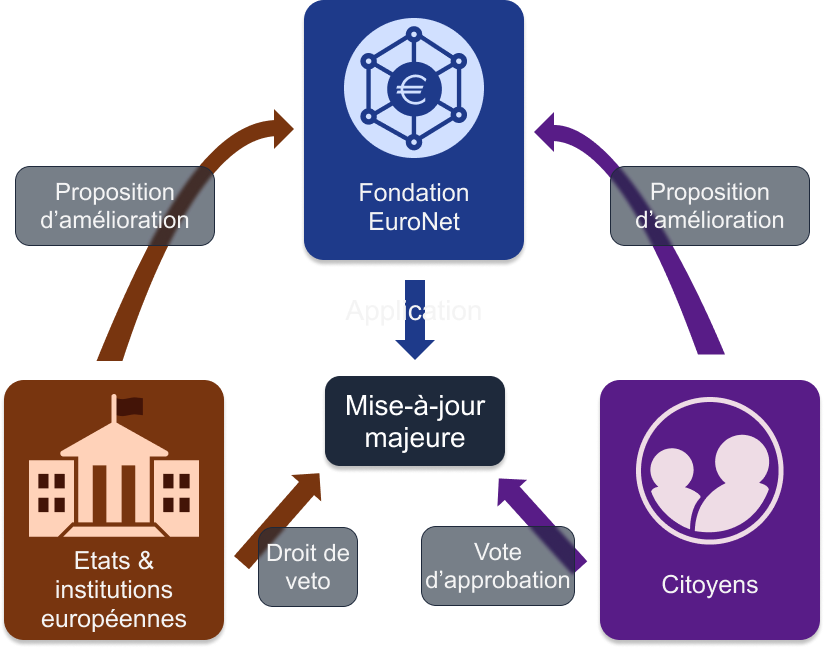 Fondation
EuroNet
Proposition
d’amélioration
Proposition
d’amélioration
Application
Mise-à-jour
majeure
Droit de
veto
Vote
d’approbation
Etats &
institutions
européennes
Citoyens